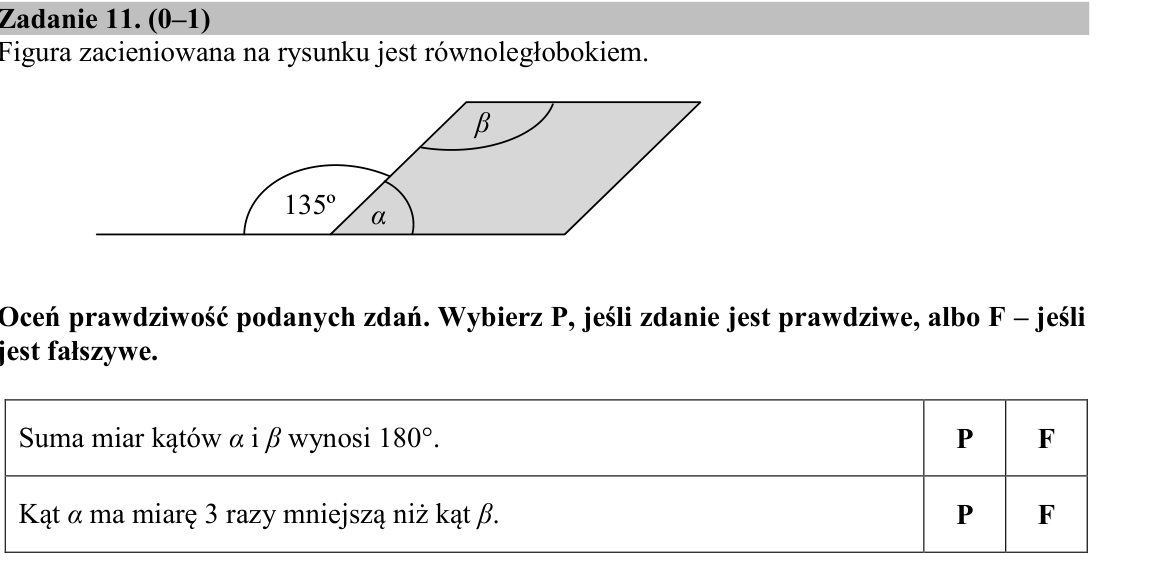 Zadanie 11. (0–1)
Figura zacieniowana na rysunku jest równoległobokiem.
β
135º
α
Oceń prawdziwość podanych zdań. Wybierz P, jeśli zdanie jest prawdziwe, albo F – jeśli
jest fałszywe.
Suma miar kątów α i β wynosi 180°. P F
Kąt α ma miarę 3 razy mniejszą niż kąt β. P F